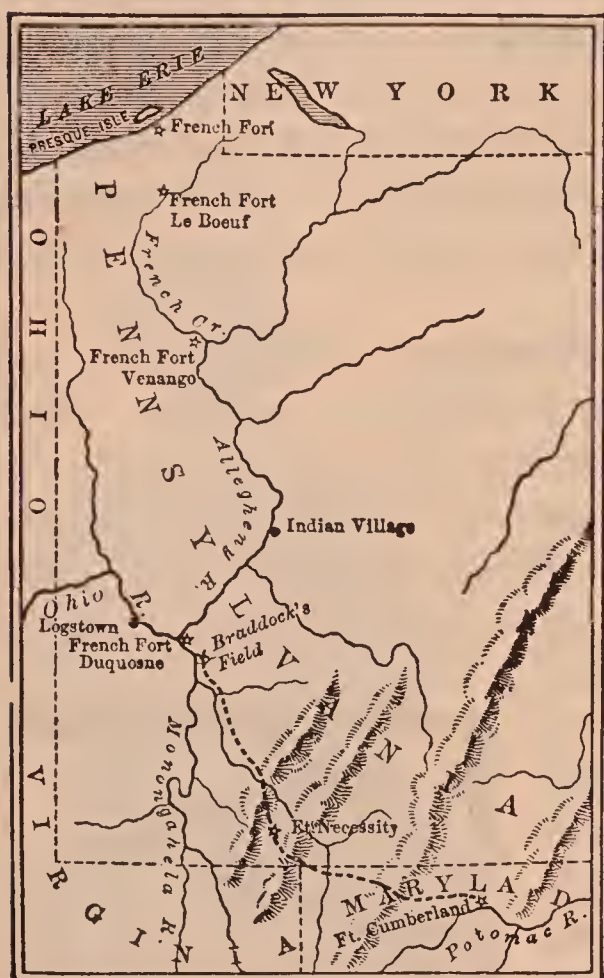 LAKE ERIE
PRESQUE ISLE
NEW YORK
French Fort
French Fort
Le Boeuf
French Cr.
PENNSYLVANIA
OHIO
French Fort
Venango
Allegheny R.
Indian Village
Ohio R.
Logstown
French Fort
Duquosne
Braddock's
Field
Monongahela R.
Ft. Necessity
VIRGINIA
MARYLAD
Ft. Cumberland
Potomac R.